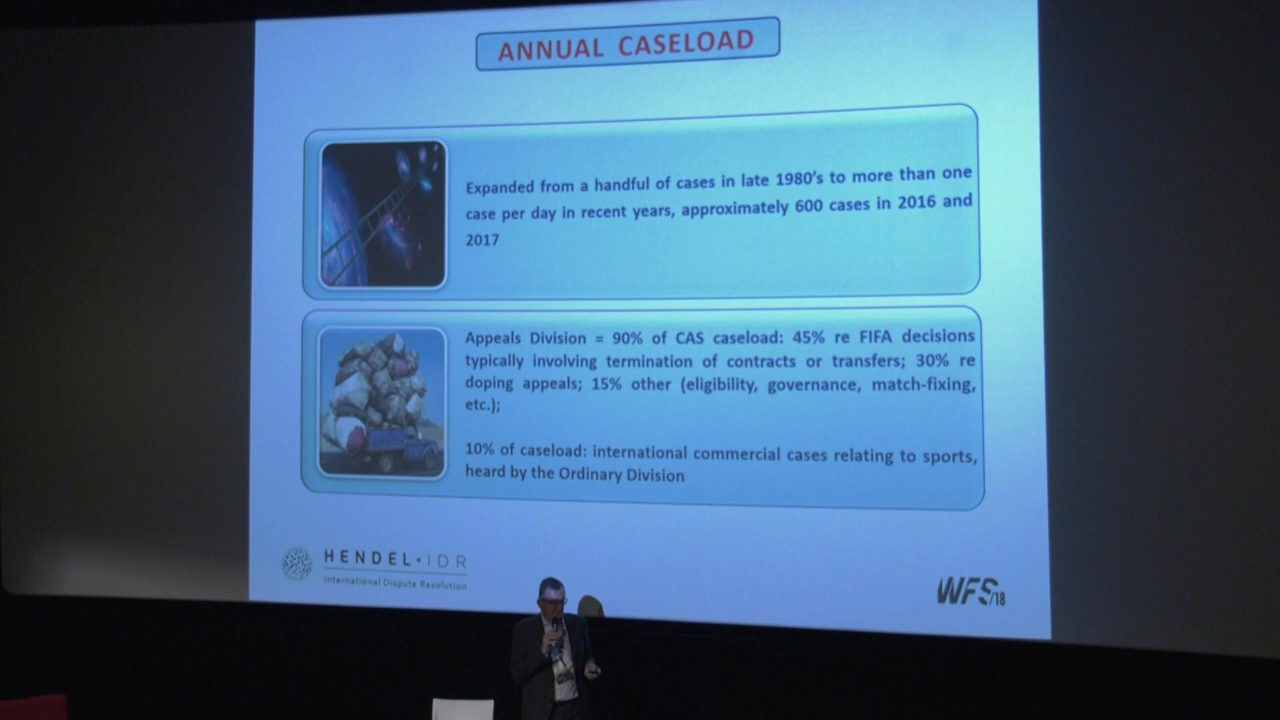 ANNUAL CASELOAD
Expanded from a handful of cases in late 1980's to more than one
case per day in recent years, approximately 600 cases in 2016 and
2017
Appeals Division = 90% of CAS caseload: 45% re FIFA decisions
typically involving termination of contracts or transfers; 30% re
doping appeals; 15% other (eligibility, governance, match-fixing,
etc.);
10% of caseload: international commercial cases relating to sports,
heard by the Ordinary Division
HENDEL•IDR
International Dispute Resolution
WFS/18